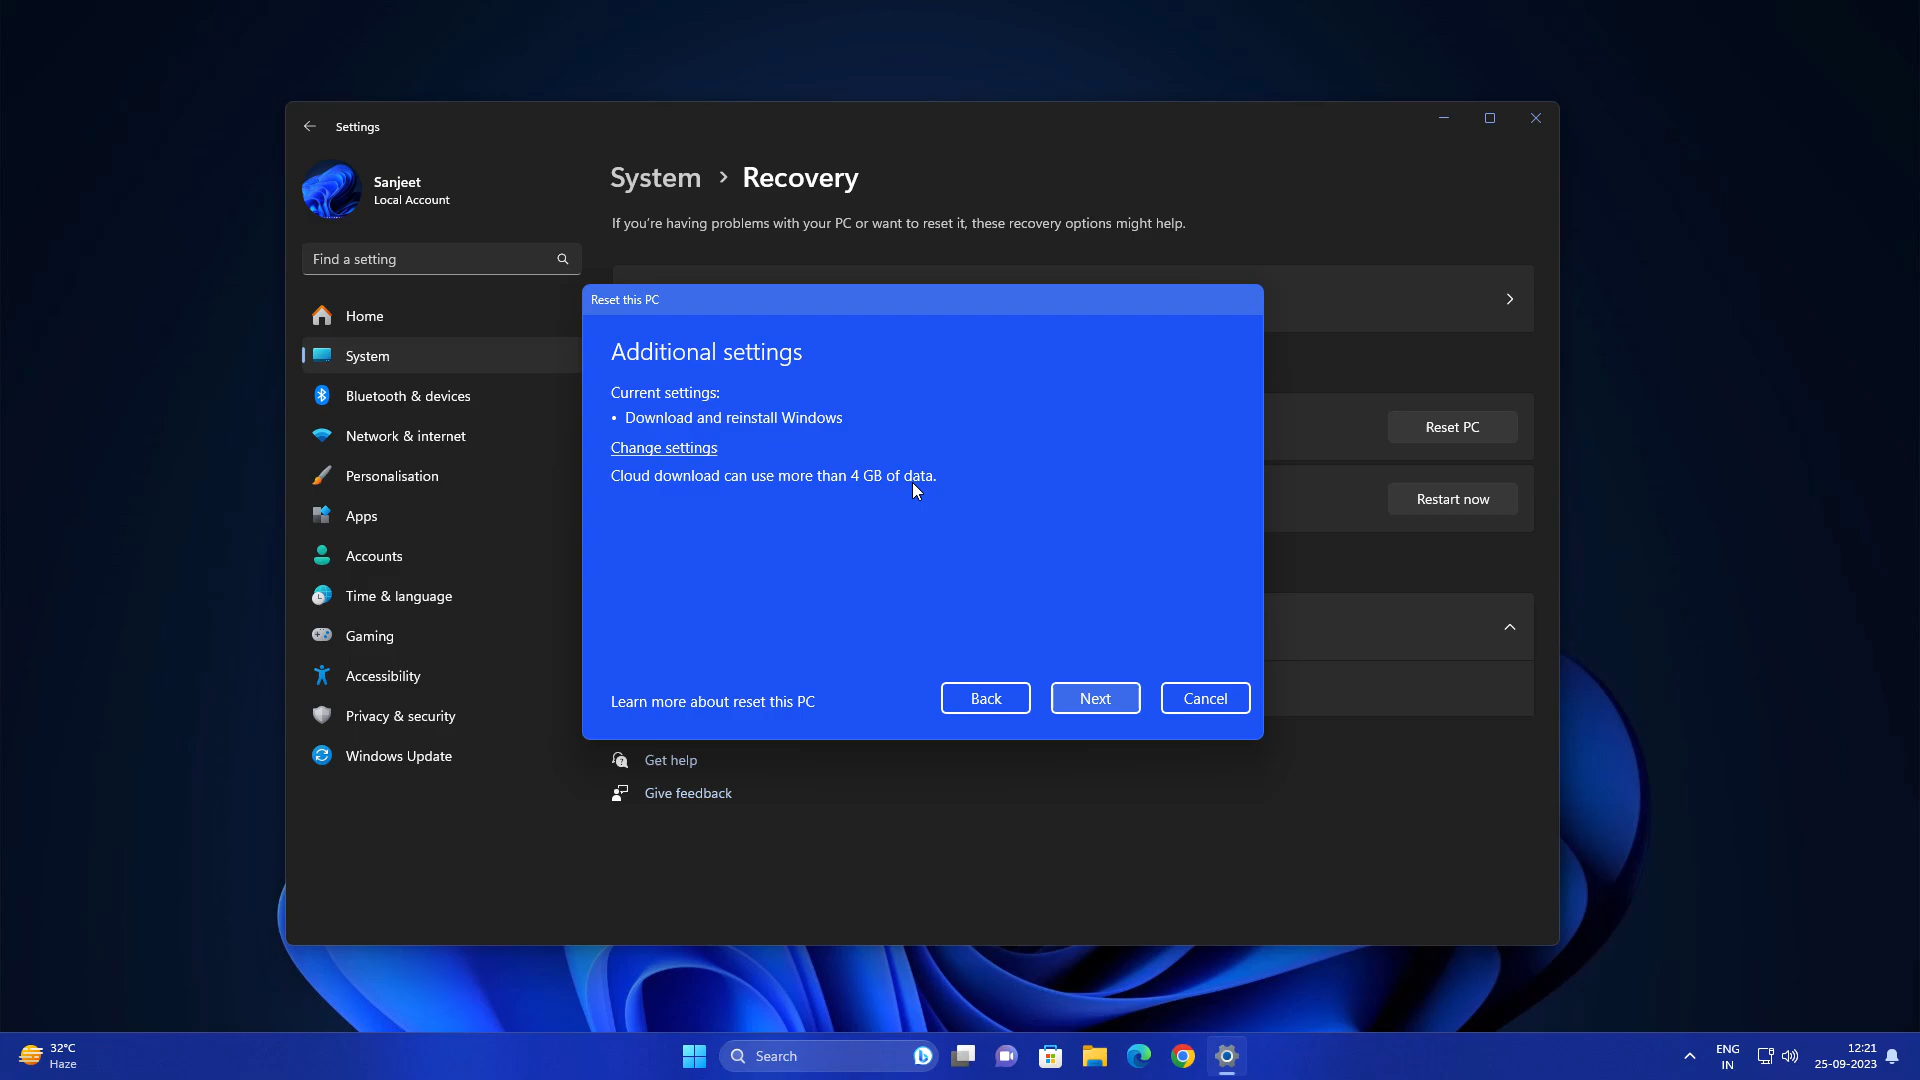 Settings
Sanjeet
Local Account
Find a setting
Home
System
Bluetooth & devices
Network & internet
Personalisation
Apps
Accounts
Time & language
Gaming
Accessibility
Privacy & security
Windows Update
System > Recovery
If you're having problems with your PC or want to reset it, these recovery options might help.
Reset PC
Restart now
Reset this PC
Additional settings
Current settings:
• Download and reinstall Windows
Change settings
Cloud download can use more than 4 GB of data.
Learn more about reset this PC
Back
Next
Cancel
Get help
Give feedback
32°C
Haze
Search
ENG
IN
12:21
25-09-2023